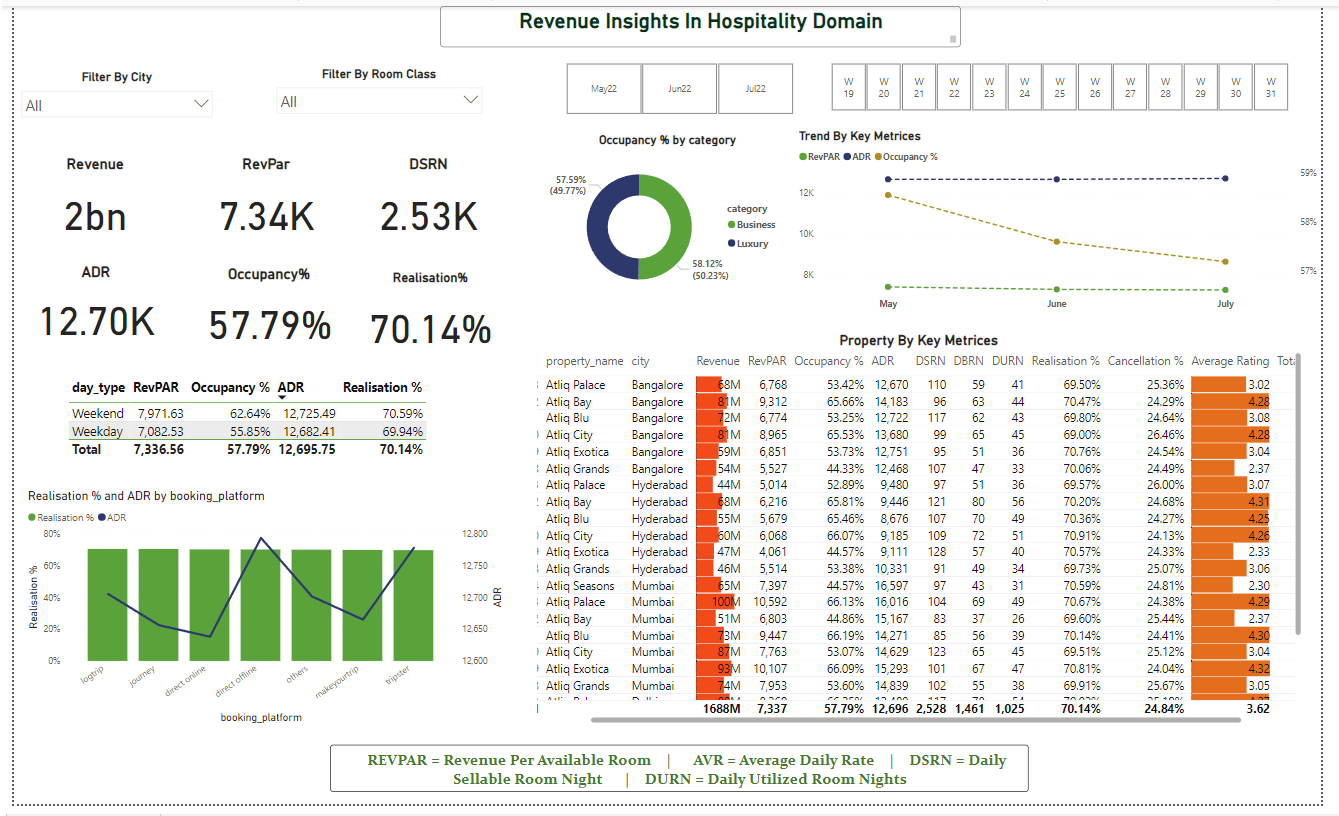 Revenue Insights In Hospitality Domain
Filter By City
All
Filter By Room Class
All
May22 Jun22 Jul22
W 19 W 20 W 21 W 22 W 23 W 24 W 25 W 26 W 27 W 28 W 29 W 30 W 31
Revenue RevPar DSRN
2bn 7.34K 2.53K
ADR Occupancy% Realisation%
12.70K 57.79% 70.14%
Occupancy % by category
57.59%
(49.77%)
category
Business
Luxury
58.12%
(50.23%)
Trend By Key Metrices
RevPAR ADR Occupancy %
12K
10K
8K
59%
58%
57%
May June July
day_type RevPAR Occupancy % ADR Realisation %
Weekend 7,971.63 62.64% 12,725.49 70.59%
Weekday 7,082.53 55.85% 12,682.41 69.94%
Total 7,336.56 57.79% 12,695.75 70.14%
Realisation % and ADR by booking_platform
Realisation % ADR
80%
60%
40%
20%
0%
Realisation %
12,800
12,750
12,700
12,650
12,600
ADR
logtrip journey direct online direct offline others makeyourtrip tripster
booking_platform
Property By Key Metrices
property_name city Revenue RevPAR Occupancy % ADR DSRN DBRN DURN Realisation % Cancellation % Average Rating
Atliq Palace Bangalore 68M 6,768 53.42% 12,670 110 59 41 69.50% 25.36% 3.02
Atliq Bay Bangalore 81M 9,312 65.66% 14,183 96 63 44 70.47% 24.29% 4.28
Atliq Blu Bangalore 72M 6,774 53.25% 12,722 117 62 43 69.80% 24.64% 3.08
Atliq City Bangalore 81M 8,965 65.53% 13,680 99 65 45 69.00% 26.46% 4.28
Atliq Exotica Bangalore 59M 6,851 53.73% 12,751 95 51 36 70.76% 24.54% 3.04
Atliq Grands Bangalore 54M 5,527 44.33% 12,468 107 47 33 70.06% 24.49% 2.37
Atliq Palace Hyderabad 44M 5,014 52.89% 9,480 97 51 36 69.57% 26.00% 3.07
Atliq Bay Hyderabad 68M 6,216 65.81% 9,446 121 80 56 70.20% 24.68% 4.31
Atliq Blu Hyderabad 55M 5,679 65.46% 8,676 107 70 49 70.36% 24.27% 4.25
Atliq City Hyderabad 60M 6,068 66.07% 9,185 109 72 51 70.91% 24.13% 4.26
Atliq Exotica Hyderabad 47M 4,061 44.57% 9,111 128 57 40 70.57% 24.33% 2.33
Atliq Grands Hyderabad 46M 5,514 53.38% 10,331 91 49 34 69.73% 25.07% 3.06
Atliq Seasons Mumbai 65M 7,397 44.57% 16,597 97 43 31 70.59% 24.81% 2.30
Atliq Palace Mumbai 100M 10,592 66.13% 16,016 104 69 49 70.67% 24.38% 4.29
Atliq Bay Mumbai 51M 6,803 44.86% 15,167 83 37 26 69.60% 25.44% 2.37
Atliq Blu Mumbai 73M 9,447 66.19% 14,271 85 56 39 70.14% 24.41% 4.30
Atliq City Mumbai 87M 7,763 53.07% 14,629 123 65 45 69.51% 25.12% 3.04
Atliq Exotica Mumbai 93M 10,107 66.09% 15,293 101 67 47 70.81% 24.04% 4.32
Atliq Grands Mumbai 74M 7,953 53.60% 14,839 102 55 38 69.91% 25.67% 3.05
1688M 7,337 57.79% 12,696 2,528 1,461 1,025 70.14% 24.84% 3.62
REVPAR = Revenue Per Available Room | AVR = Average Daily Rate | DSRN = Daily
Sellable Room Night | DURN = Daily Utilized Room Nights